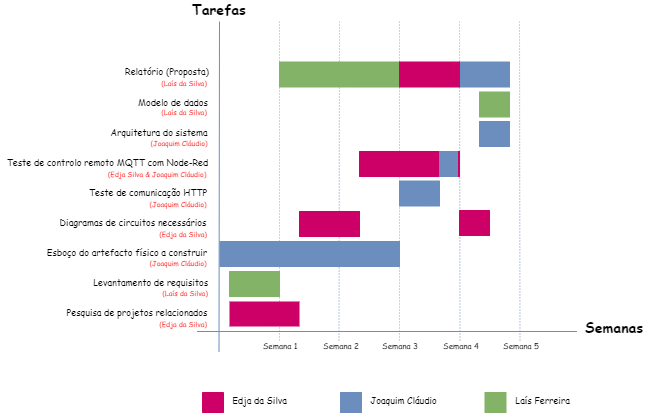 Tarefas
Relatório (Proposta)
(Laís da Silva)
Modelo de dados
(Laís da Silva)
Arquitetura do sistema
(Joaquim Cláudio)
Teste de controlo remoto MQTT com Node-Red
(Edja Silva & Joaquim Cláudio)
Teste de comunicação HTTP
(Joaquim Cláudio)
Diagramas de circuitos necessários
(Edja da Silva)
Esboço do artefacto físico a construir
(Joaquim Cláudio)
Levantamento de requisitos
(Laís da Silva)
Pesquisa de projetos relacionados
(Edja da Silva)
Semanas
Semana 1 Semana 2 Semana 3 Semana 4 Semana 5
Edja da Silva Joaquim Cláudio Laís Ferreira